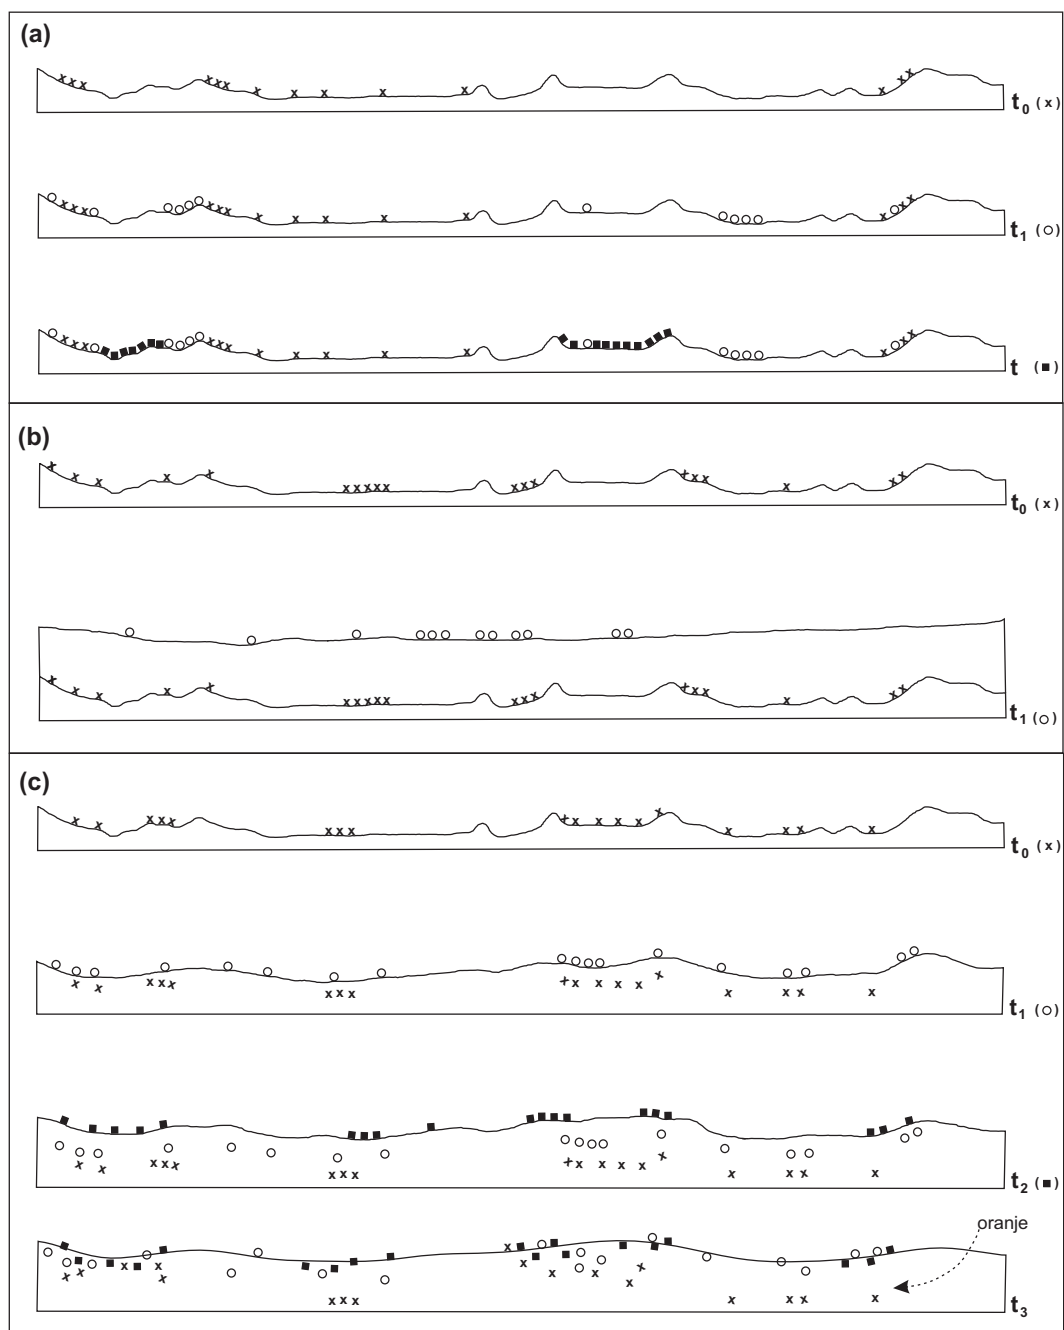 (a)
t0 (x)
t1 (○)
t (■)
(b)
t0 (x)
t1 (○)
(c)
t0 (x)
t1 (○)
t2 (■)
oranje
t3